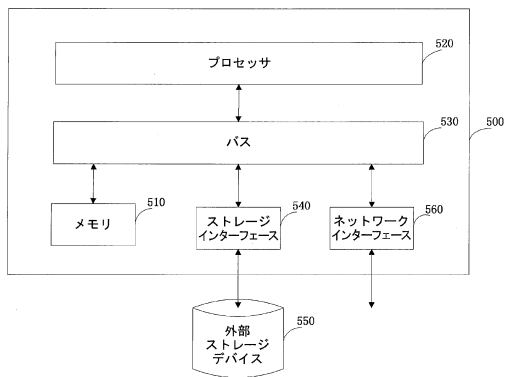 プロセッサ
520
バス
530
500
メモリ
510
ストレージ
インターフェース
540
ネットワーク
インターフェース
560
外部
ストレージ
デバイス
550